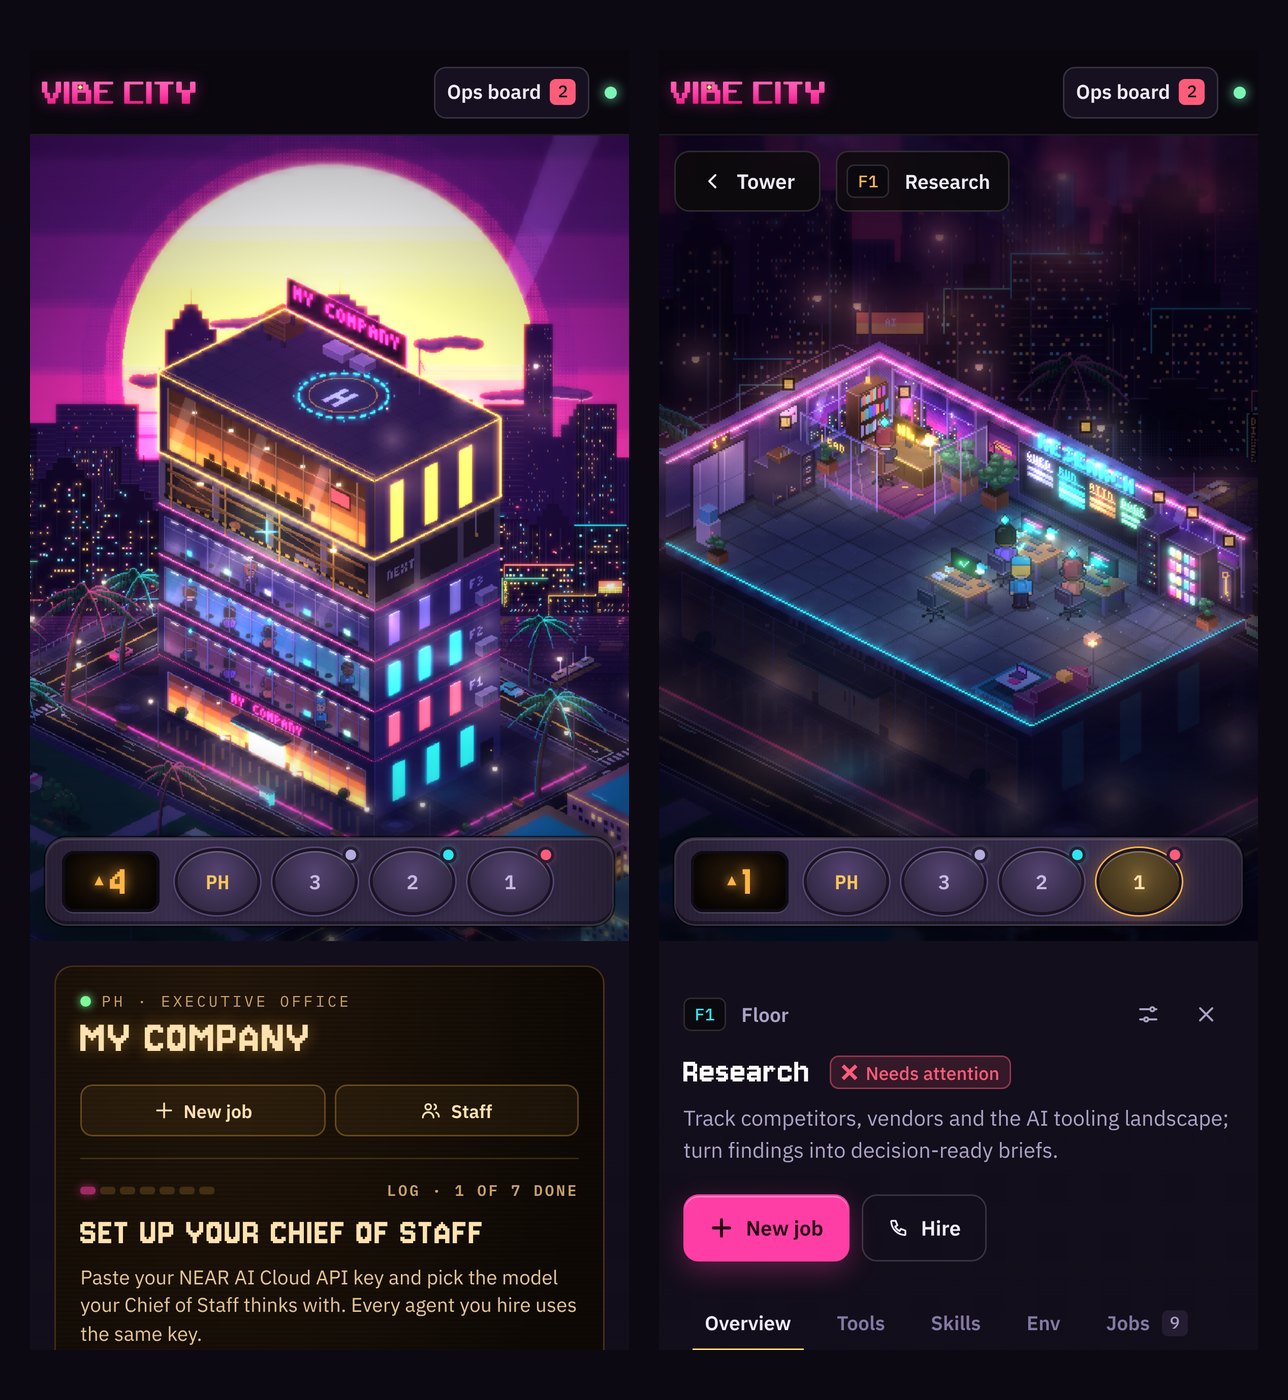 VIBE CITY
Ops board 2
MY COMPANY
H
NEXT
F3
F2
F1
MY COMPANY
▲4
PH
3
2
1
PH · EXECUTIVE OFFICE
MY COMPANY
+ New job
Staff
LOG · 1 OF 7 DONE
SET UP YOUR CHIEF OF STAFF
Paste your NEAR AI Cloud API key and pick the model
your Chief of Staff thinks with. Every agent you hire uses
the same key.
VIBE CITY
Ops board 2
Tower
F1 Research
AI
RESEARCH
▲1
PH
3
2
1
F1 Floor
Research
Needs attention
Track competitors, vendors and the AI tooling landscape;
turn findings into decision-ready briefs.
+ New job
Hire
Overview
Tools
Skills
Env
Jobs 9